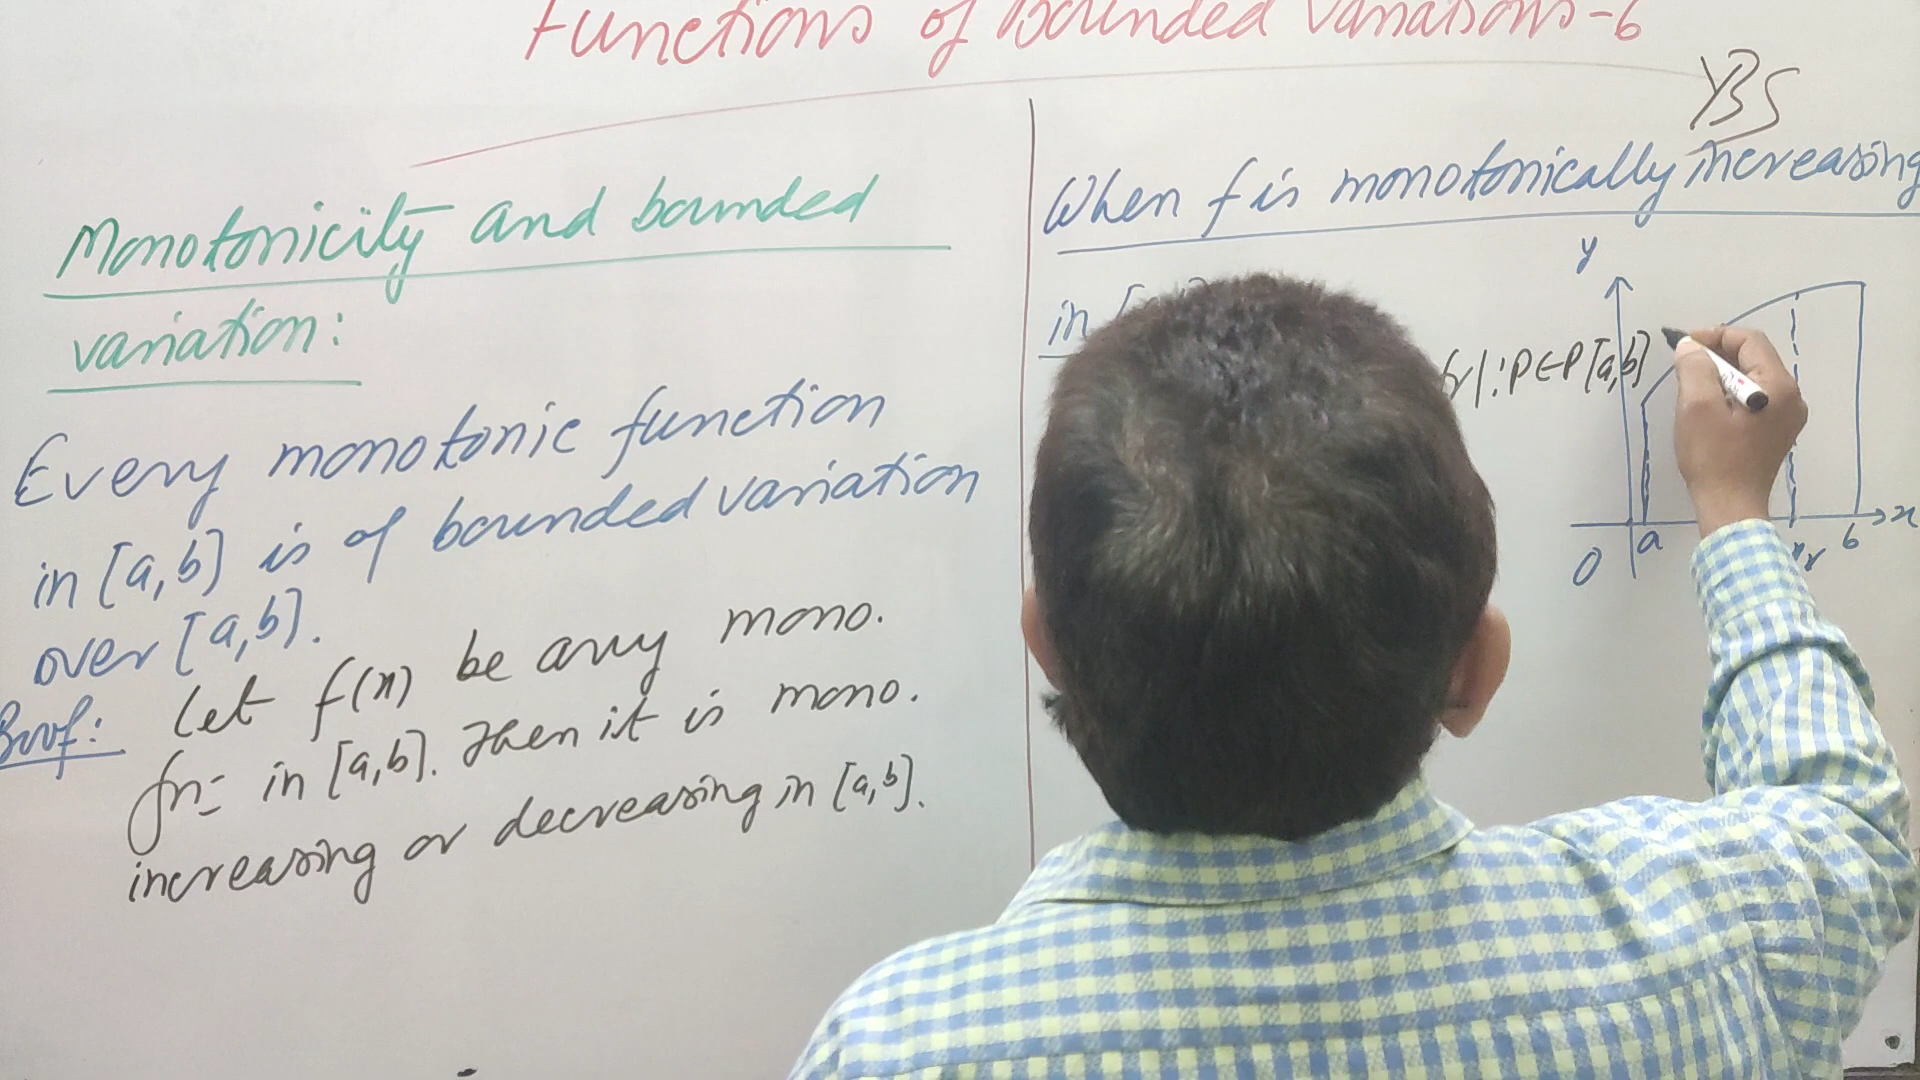 Functions of Bounded Variations-6
YBS
Monotonicity and bounded
variation:
Every monotonic function
in [a,b] is of bounded variation
over [a,b].
Proof: Let f(x) be any mono.
fn= in [a,b]. Then it is mono.
increasing or decreasing in [a,b].
When f is monotonically increasing
in
: P∈P[a,b]
y
O
a
b
x